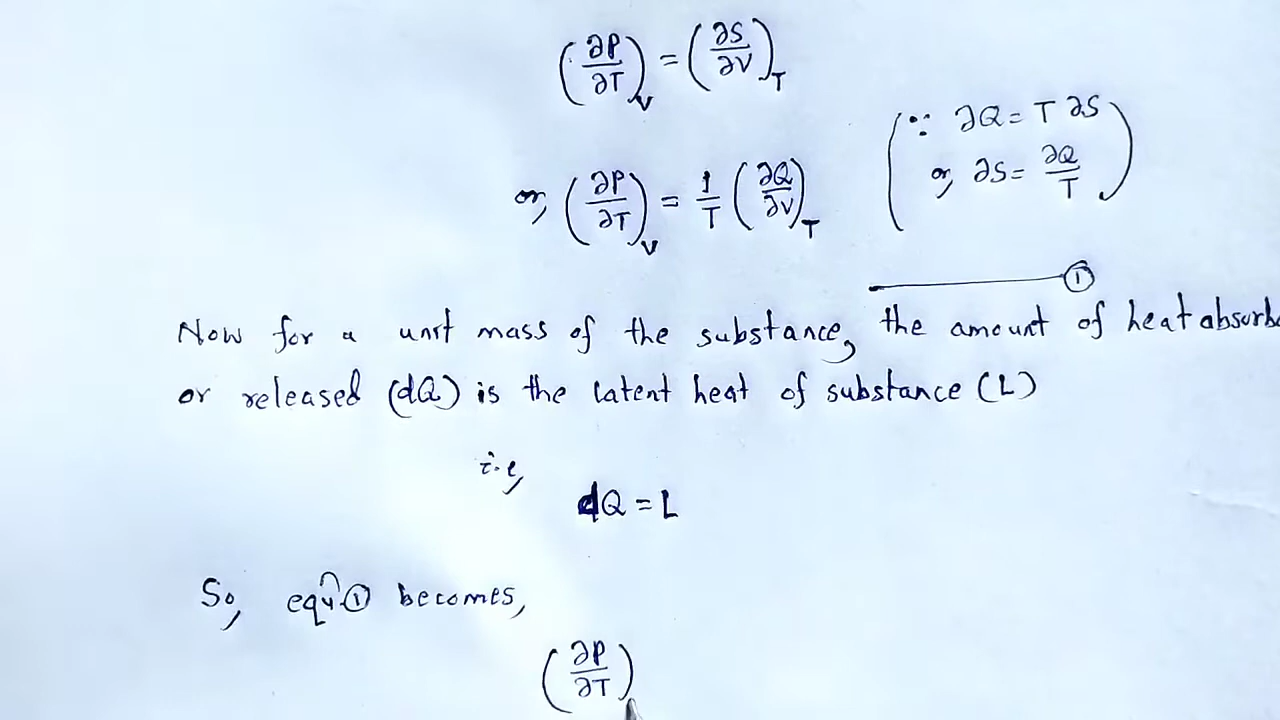 (∂P/∂T)_V = (∂S/∂V)_T
or, (∂P/∂T)_V = 1/T (∂Q/∂V)_T (∵ ∂Q = T ∂S
or, ∂S = ∂Q/T)
①
Now for a unit mass of the substance, the amount of heat absorb
or released (dQ) is the latent heat of substance (L)
i.e,
dQ = L
So, equⁿ ① becomes,
(∂P/∂T)